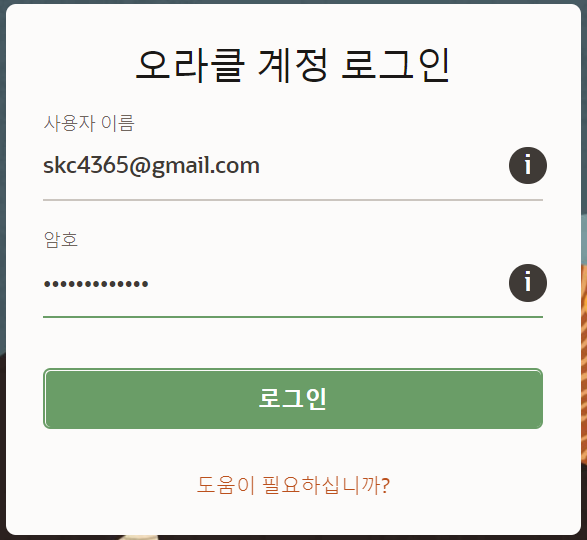 오라클 계정 로그인
사용자 이름
skc4365@gmail.com
i
암호
•••••••••••••
i
로그인
도움이 필요하십니까?